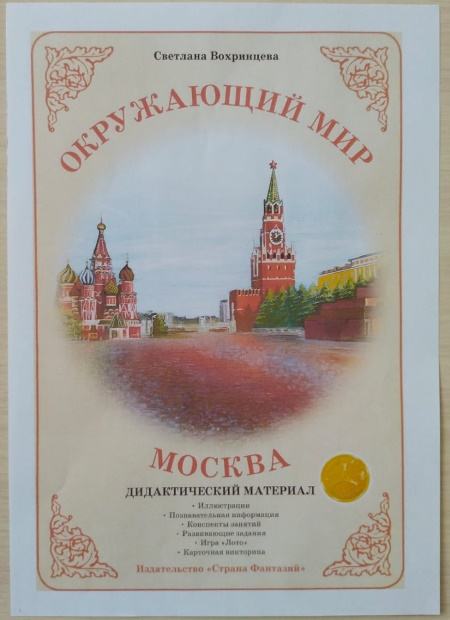 Светлана Вохринцева
ОКРУЖАЮЩИЙ МИР
МОСКВА
ДИДАКТИЧЕСКИЙ МАТЕРИАЛ
· Иллюстрации
· Познавательная информация
· Конспекты занятий
· Развивающие задания
· Игра «Лото»
· Карточная викторина
Издательство «Страна Фантазий»